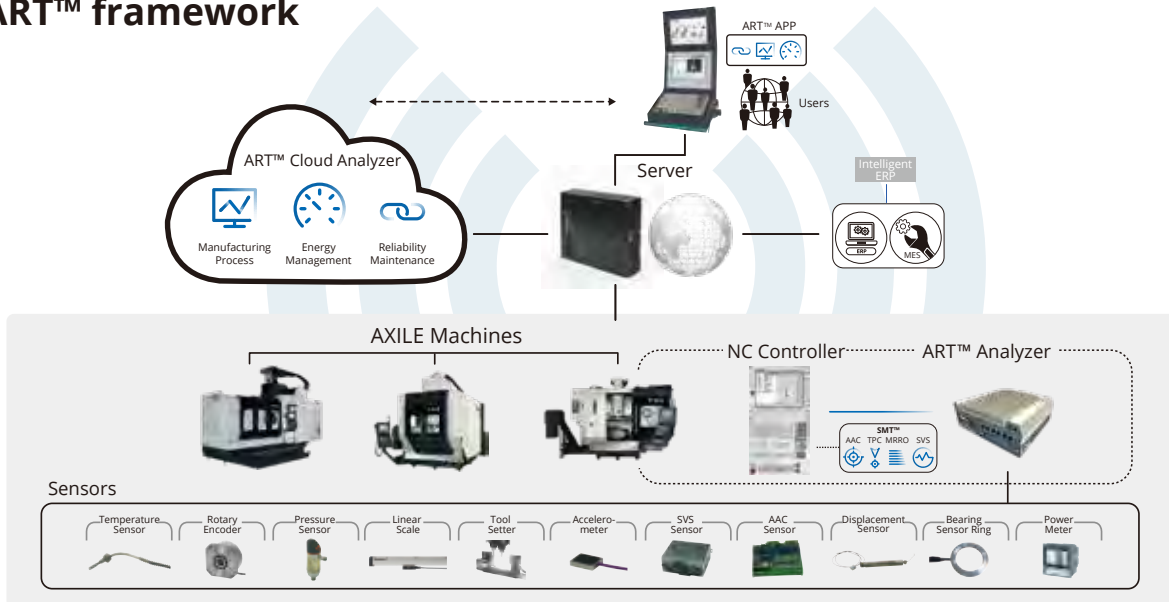 ART™ framework
ART™ APP
Users
ART™ Cloud Analyzer
Manufacturing
Process
Energy
Management
Reliability
Maintenance
Server
Intelligent
ERP
ERP
MES
AXILE Machines
NC Controller
ART™ Analyzer
SMT™
AAC TPC MRRO SVS
Sensors
Temperature
Sensor
Rotary
Encoder
Pressure
Sensor
Linear
Scale
Tool
Setter
Accelero-
meter
SVS
Sensor
AAC
Sensor
Displacement
Sensor
Bearing
Sensor Ring
Power
Meter